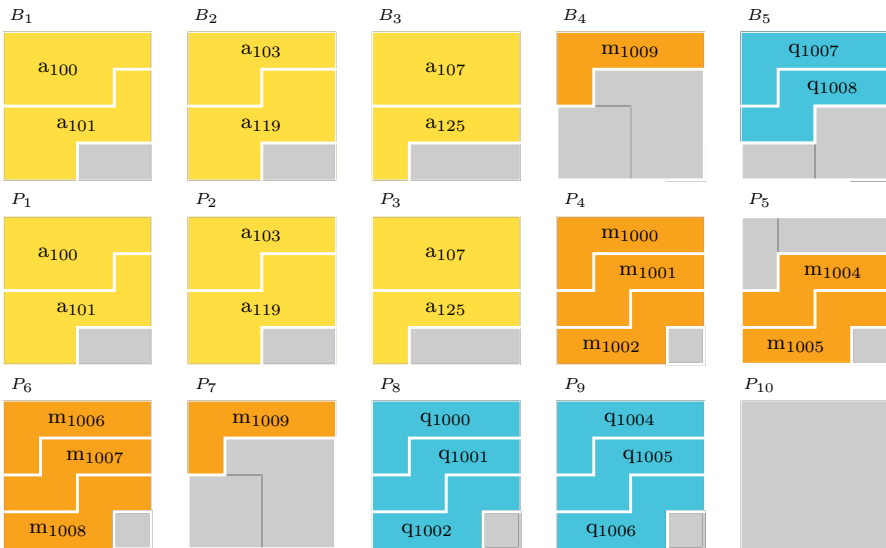 B₁ B₂ B₃ B₄ B₅
a₁₀₀ a₁₀₃ a₁₀₇ m₁₀₀₉ q₁₀₀₇
q₁₀₀₈
a₁₀₁ a₁₁₉ a₁₂₅
P₁ P₂ P₃ P₄ P₅
a₁₀₀ a₁₀₃ a₁₀₇ m₁₀₀₀
m₁₀₀₁ m₁₀₀₄
a₁₀₁ a₁₁₉ a₁₂₅
m₁₀₀₂ m₁₀₀₅
P₆ P₇ P₈ P₉ P₁₀
m₁₀₀₆ m₁₀₀₉ q₁₀₀₀ q₁₀₀₄
m₁₀₀₇ q₁₀₀₁ q₁₀₀₅
m₁₀₀₈ q₁₀₀₂ q₁₀₀₆